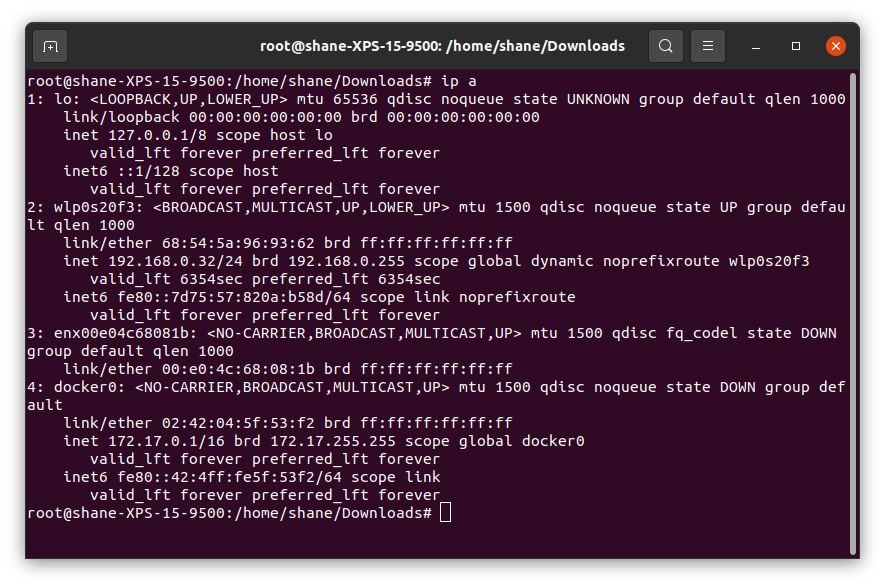 root@shane-XPS-15-9500: /home/shane/Downloads
root@shane-XPS-15-9500:/home/shane/Downloads# ip a
1: lo: <LOOPBACK,UP,LOWER_UP> mtu 65536 qdisc noqueue state UNKNOWN group default qlen 1000
    link/loopback 00:00:00:00:00:00 brd 00:00:00:00:00:00
    inet 127.0.0.1/8 scope host lo
       valid_lft forever preferred_lft forever
    inet6 ::1/128 scope host
       valid_lft forever preferred_lft forever
2: wlp0s20f3: <BROADCAST,MULTICAST,UP,LOWER_UP> mtu 1500 qdisc noqueue state UP group defau
lt qlen 1000
    link/ether 68:54:5a:96:93:62 brd ff:ff:ff:ff:ff:ff
    inet 192.168.0.32/24 brd 192.168.0.255 scope global dynamic noprefixroute wlp0s20f3
       valid_lft 6354sec preferred_lft 6354sec
    inet6 fe80::7d75:57:820a:b58d/64 scope link noprefixroute
       valid_lft forever preferred_lft forever
3: enx00e04c68081b: <NO-CARRIER,BROADCAST,MULTICAST,UP> mtu 1500 qdisc fq_codel state DOWN
group default qlen 1000
    link/ether 00:e0:4c:68:08:1b brd ff:ff:ff:ff:ff:ff
4: docker0: <NO-CARRIER,BROADCAST,MULTICAST,UP> mtu 1500 qdisc noqueue state DOWN group def
ault
    link/ether 02:42:04:5f:53:f2 brd ff:ff:ff:ff:ff:ff
    inet 172.17.0.1/16 brd 172.17.255.255 scope global docker0
       valid_lft forever preferred_lft forever
    inet6 fe80::42:4ff:fe5f:53f2/64 scope link
       valid_lft forever preferred_lft forever
root@shane-XPS-15-9500:/home/shane/Downloads#